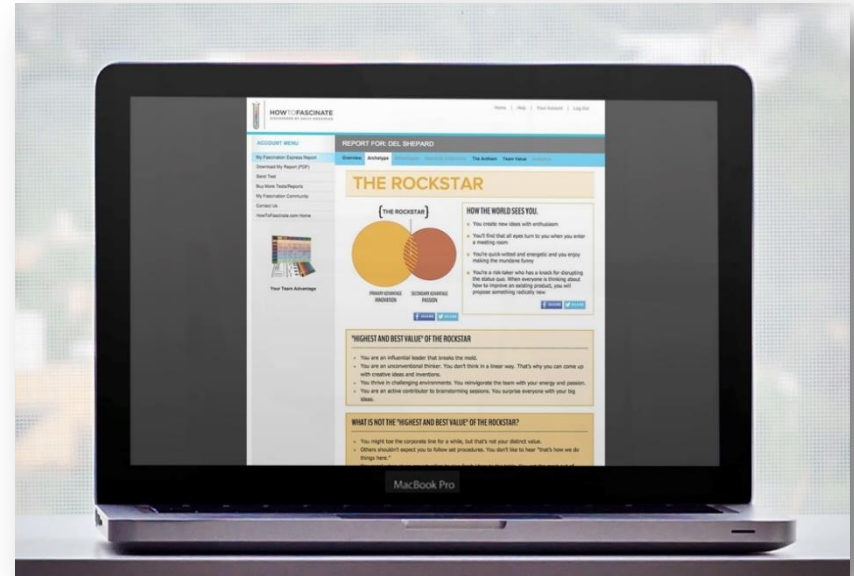 HOWTOFASCINATE
Home | Help | Your Account | Log Out
ACCOUNT MENU
My Fascination Express Report
Download My Report (PDF)
Send Test
Buy More Tests/Reports
My Fascination Community
Contact Us
HowToFascinate.com Home
Your Team Advantage
REPORT FOR: DEL SHEPARD
Overview Archetype The Anthem Team Value
THE ROCKSTAR
{THE ROCKSTAR}
PRIMARY ADVANTAGE
INNOVATION
SECONDARY ADVANTAGE
PASSION
SHARE SHARE
HOW THE WORLD SEES YOU.
You create new ideas with enthusiasm
You'll find that all eyes turn to you when you enter
a meeting room
You're quick-witted and energetic and you enjoy
making the mundane funny
You're a risk-taker who has a knack for disrupting
the status quo. When everyone is thinking about
how to improve an existing product, you will
propose something radically new.
SHARE SHARE
"HIGHEST AND BEST VALUE" OF THE ROCKSTAR
You are an influential leader that breaks the mold.
You are an unconventional thinker. You don't think in a linear way. That's why you can come up
with creative ideas and inventions.
You thrive in challenging environments. You reinvigorate the team with your energy and passion.
You are an active contributor to brainstorming sessions. You surprise everyone with your big
ideas.
WHAT IS NOT THE "HIGHEST AND BEST VALUE" OF THE ROCKSTAR?
You might toe the corporate line for a while, but that's not your distinct value.
Others shouldn't expect you to follow set procedures. You don't like to hear "that's how we do
things here."
MacBook Pro